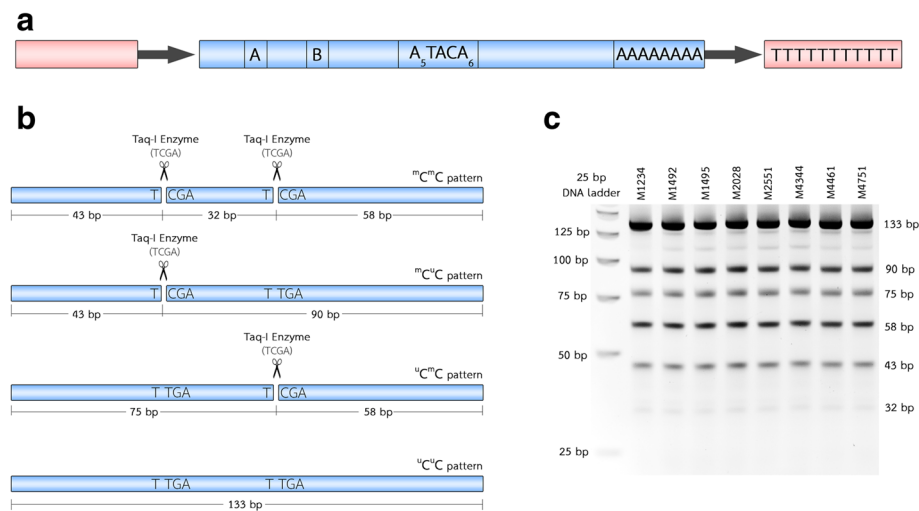 a
A B A5TACA6 AAAAAAAA TTTTTTTTTTT
b
Taq-I Enzyme Taq-I Enzyme
(TCGA) (TCGA)
mCmC pattern
T CGA T CGA
43 bp 32 bp 58 bp
Taq-I Enzyme
(TCGA)
mCuC pattern
T CGA T TGA
43 bp 90 bp
Taq-I Enzyme
(TCGA)
uCmC pattern
T TGA T CGA
75 bp 58 bp
uCuC pattern
T TGA T TGA
133 bp
c
25 bp
DNA ladder
M1234 M1492 M1495 M2028 M2551 M4344 M4461 M4751
125 bp
100 bp
75 bp
50 bp
25 bp
133 bp
90 bp
75 bp
58 bp
43 bp
32 bp